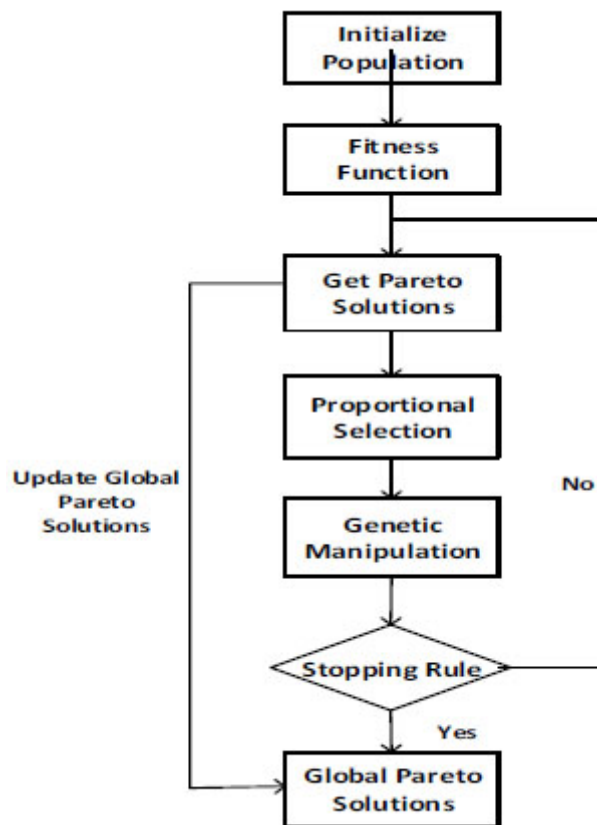 Initialize
Population
Fitness
Function
Get Pareto
Solutions
Proportional
Selection
Update Global
Pareto
Solutions
No
Genetic
Manipulation
Stopping Rule
Yes
Global Pareto
Solutions